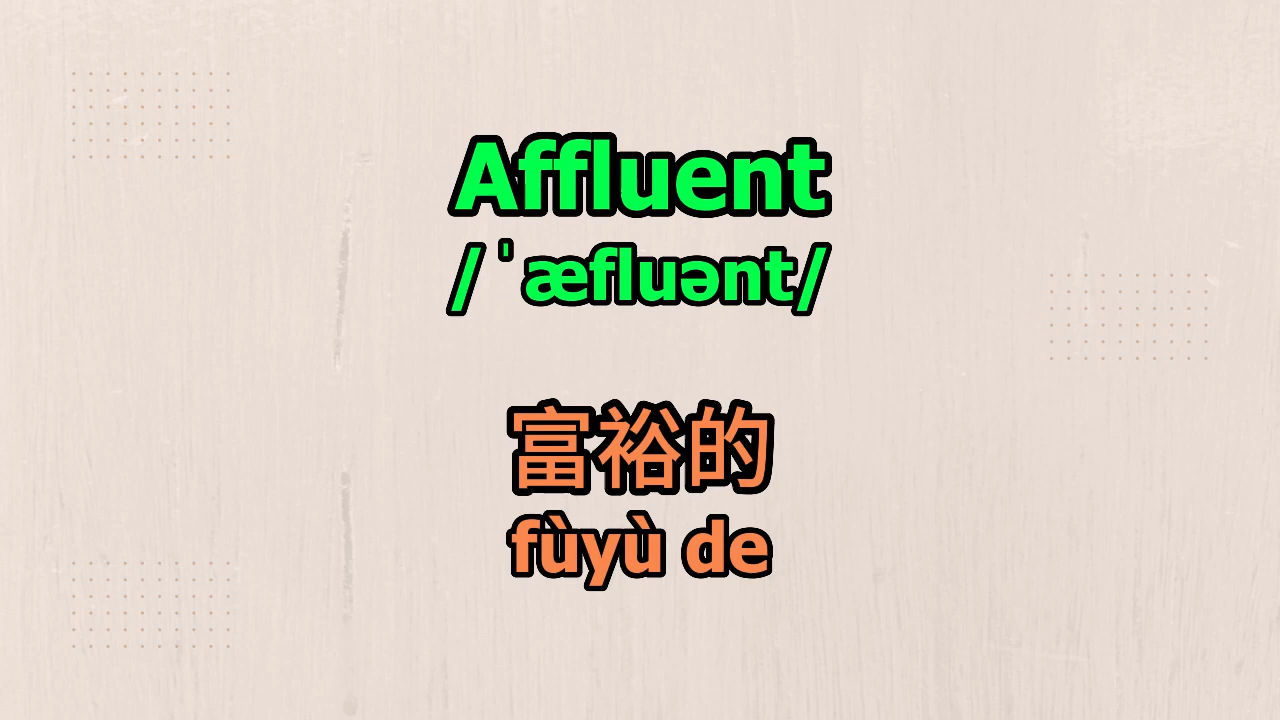 Affluent
/ˈæfluənt/
富裕的
fùyù de